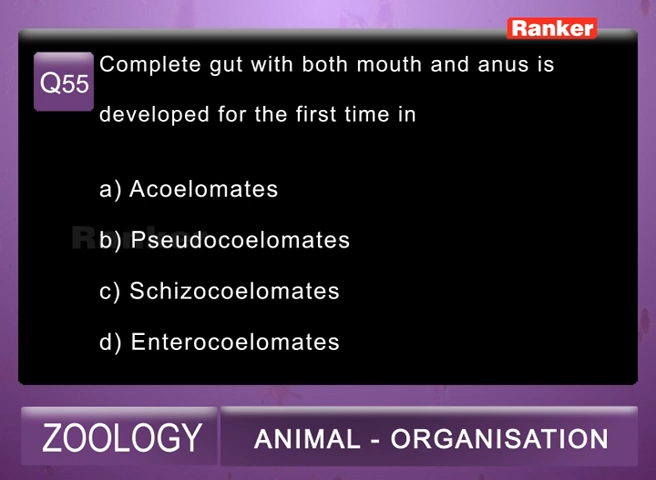 Ranker
Q55
Complete gut with both mouth and anus is
developed for the first time in
a) Acoelomates
Ranker
b) Pseudocoelomates
c) Schizocoelomates
d) Enterocoelomates
ZOOLOGY
ANIMAL - ORGANISATION